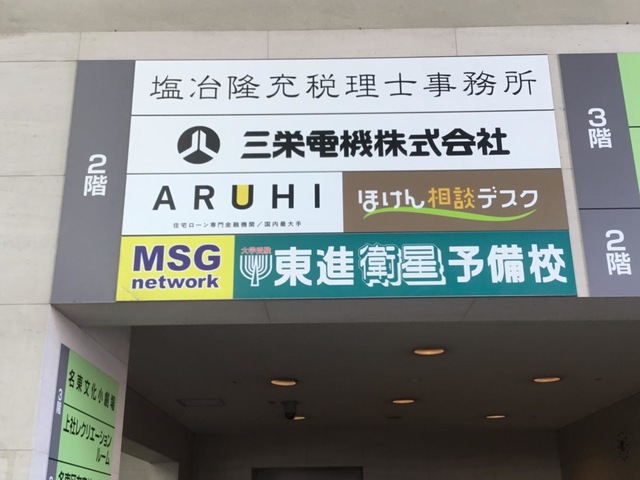 2階
塩冶隆充税理士事務所
三栄電機株式会社
ARUHI
住宅ローン専門金融機関／国内最大手
ほけん相談デスク
MSG
network
大学受験
東進衛星予備校
3階
2階
3階
名東文化小劇場
上社レクリエーション
ルーム